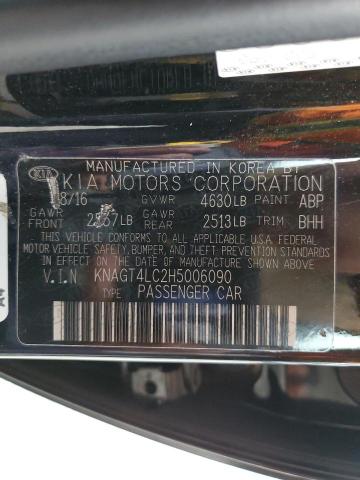 MANUFACTURED IN KOREA BY
KIA KIA MOTORS CORPORATION
8/16 GVWR 4630LB PAINT ABP
GAWR FRONT GAWR REAR 2513LB TRIM BHH
THIS VEHICLE CONFORMS TO ALL APPLICABLE U.S.A FEDERAL
MOTOR VEHICLE SAFETY, BUMPER, AND THEFT PREVENTION STANDARDS
IN EFFECT ON THE DATE OF MANUFACTURE SHOWN ABOVE.
V.I.N KNAGT4LC2H5006090
TYPE : PASSENGER CAR